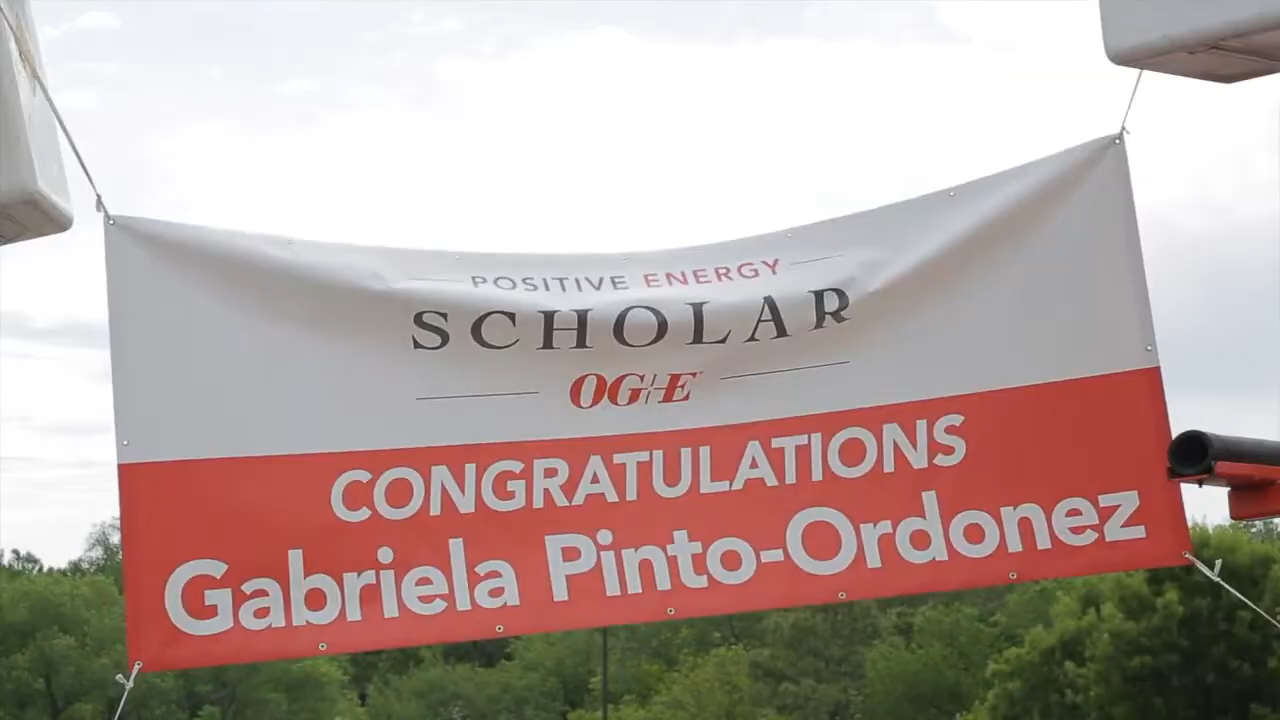 POSITIVE ENERGY
SCHOLAR
OG+E
CONGRATULATIONS
Gabriela Pinto-Ordonez